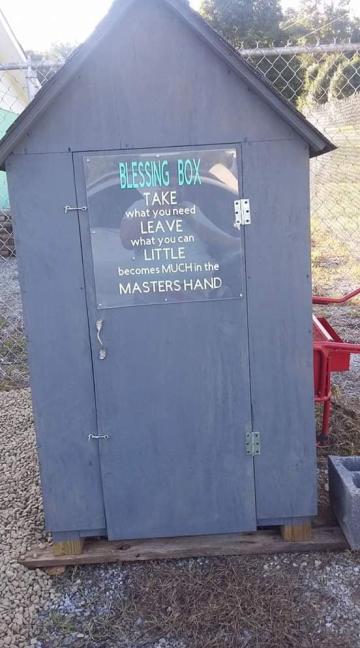 BLESSING BOX
TAKE
what you need
LEAVE
what you can
LITTLE
becomes MUCH in the
MASTERS HAND